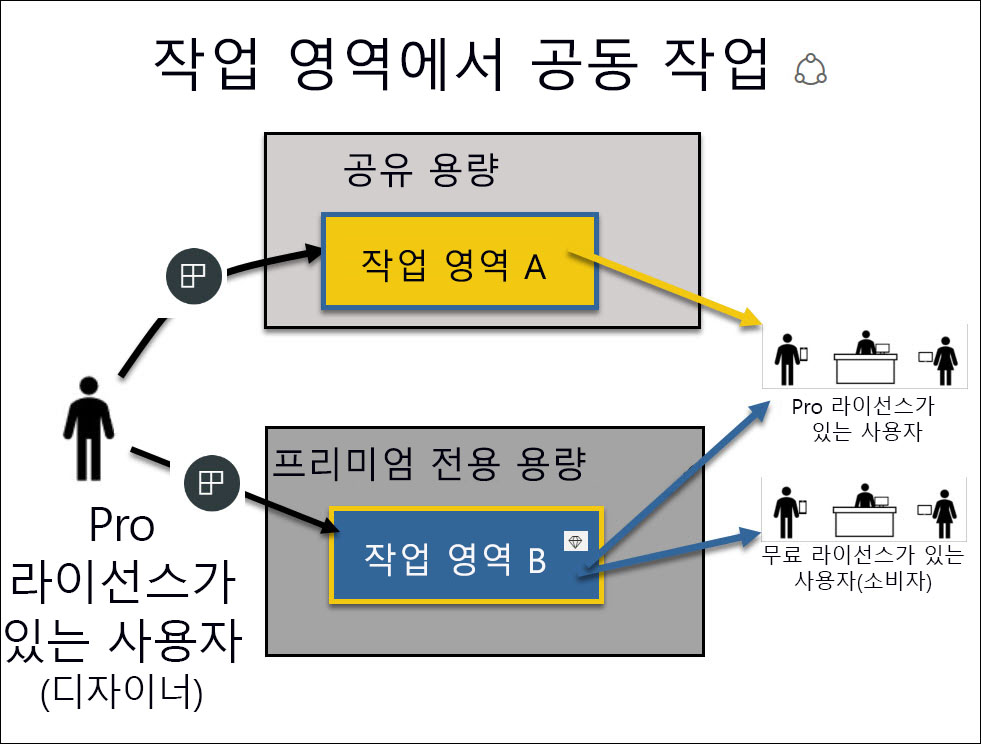 작업 영역에서 공동 작업
공유 용량
작업 영역 A
Pro 라이선스가
있는 사용자
프리미엄 전용 용량
작업 영역 B
Pro
라이선스가
있는 사용자
(디자이너)
무료 라이선스가 있는
사용자(소비자)